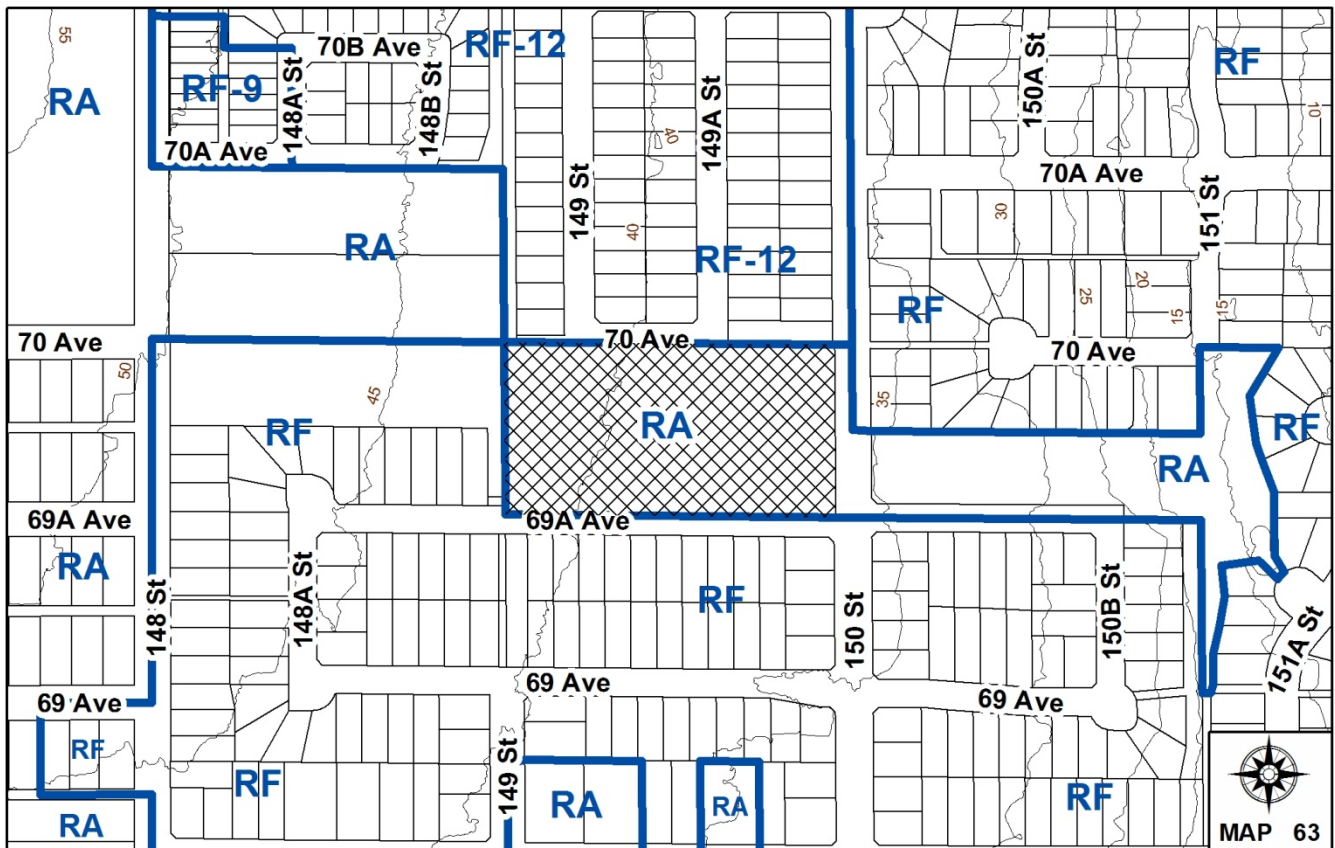 55
70B Ave
RF-12
150A St
RF
RA
RF-9
148A St
148B St
149A St
40
10
70A Ave
70A Ave
149 St
151 St
RA
40
RF-12
30
RF
25
20
15
15
70 Ave
70 Ave
70 Ave
50
45
35
RF
RA
RF
RA
69A Ave
69A Ave
RA
148 St
148A St
RF
150 St
150B St
151A St
69 Ave
69 Ave
69 Ave
RF
RF
149 St
RA
RA
RF
RA
MAP 63